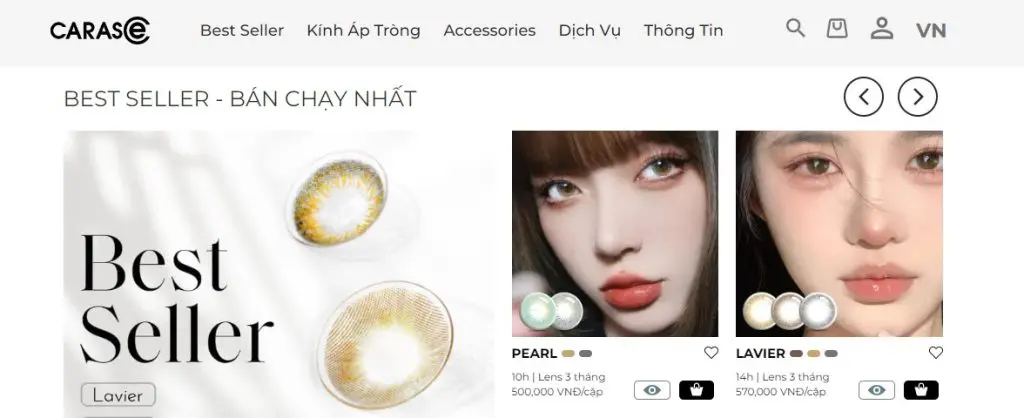 CARAS
Best Seller Kính Áp Tròng Accessories Dịch Vụ Thông Tin VN
BEST SELLER - BÁN CHẠY NHẤT
Best
Seller
Lavier
PEARL
10h | Lens 3 tháng
500,000 VNĐ/cặp
LAVIER
14h | Lens 3 tháng
570,000 VNĐ/cặp